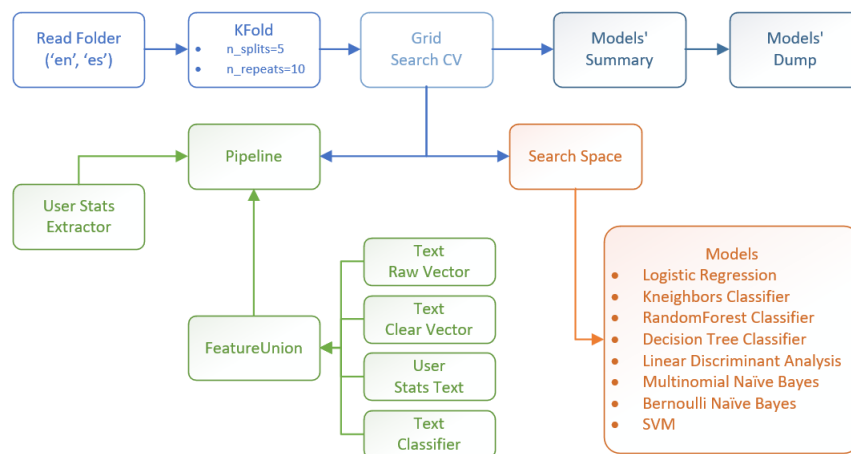 Read Folder
('en', 'es')
KFold
• n_splits=5
• n_repeats=10
Grid
Search CV
Models'
Summary
Models'
Dump
Pipeline
Search Space
User Stats
Extractor
Text
Raw Vector
Text
Clear Vector
FeatureUnion
User
Stats Text
Text
Classifier
Models
• Logistic Regression
• Kneighbors Classifier
• RandomForest Classifier
• Decision Tree Classifier
• Linear Discriminant Analysis
• Multinomial Naïve Bayes
• Bernoulli Naïve Bayes
• SVM